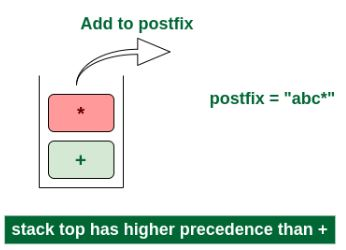 Add to postfix
*
postfix = "abc*"
+
stack top has higher precedence than +